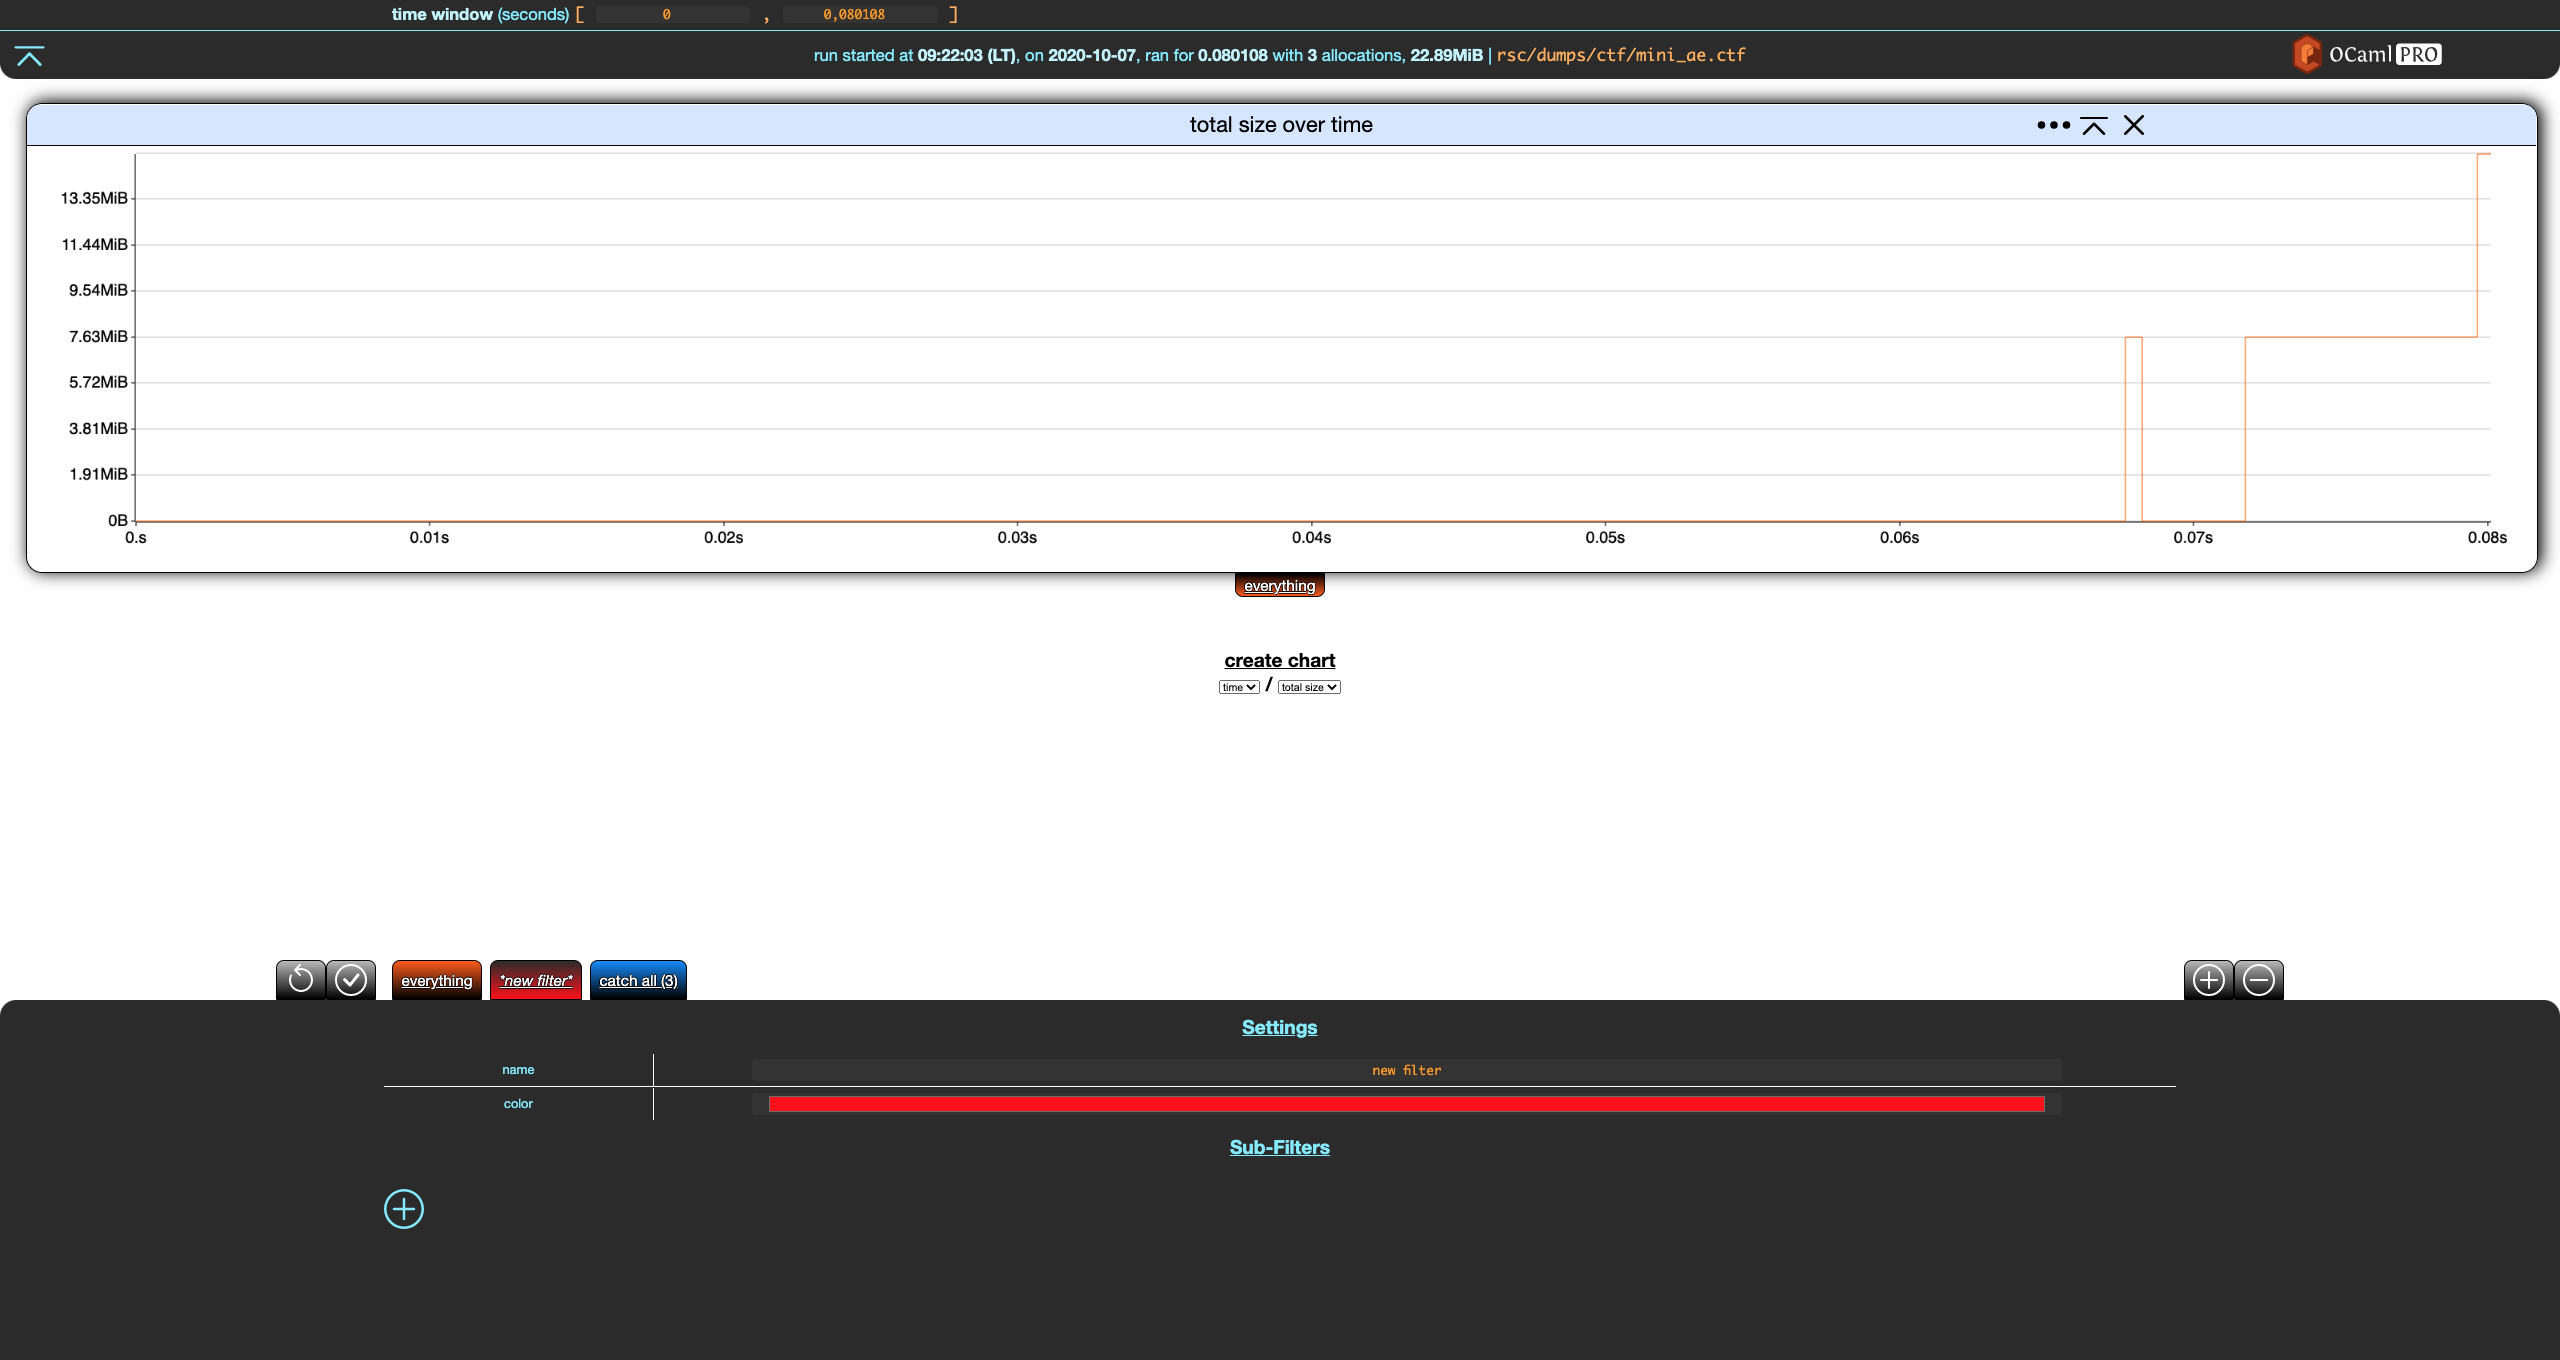 time window (seconds) [ 0 , 0,080108 ]
run started at 09:22:03 (LT), on 2020-10-07, ran for 0.080108 with 3 allocations, 22.89MiB | rsc/dumps/ctf/mini_ae.ctf
OCaml PRO
total size over time
13.35MiB
11.44MiB
9.54MiB
7.63MiB
5.72MiB
3.81MiB
1.91MiB
0B
0.s 0.01s 0.02s 0.03s 0.04s 0.05s 0.06s 0.07s 0.08s
everything
create chart
time / total size
everything *new filter* catch all (3)
Settings
name new filter
color
Sub-Filters